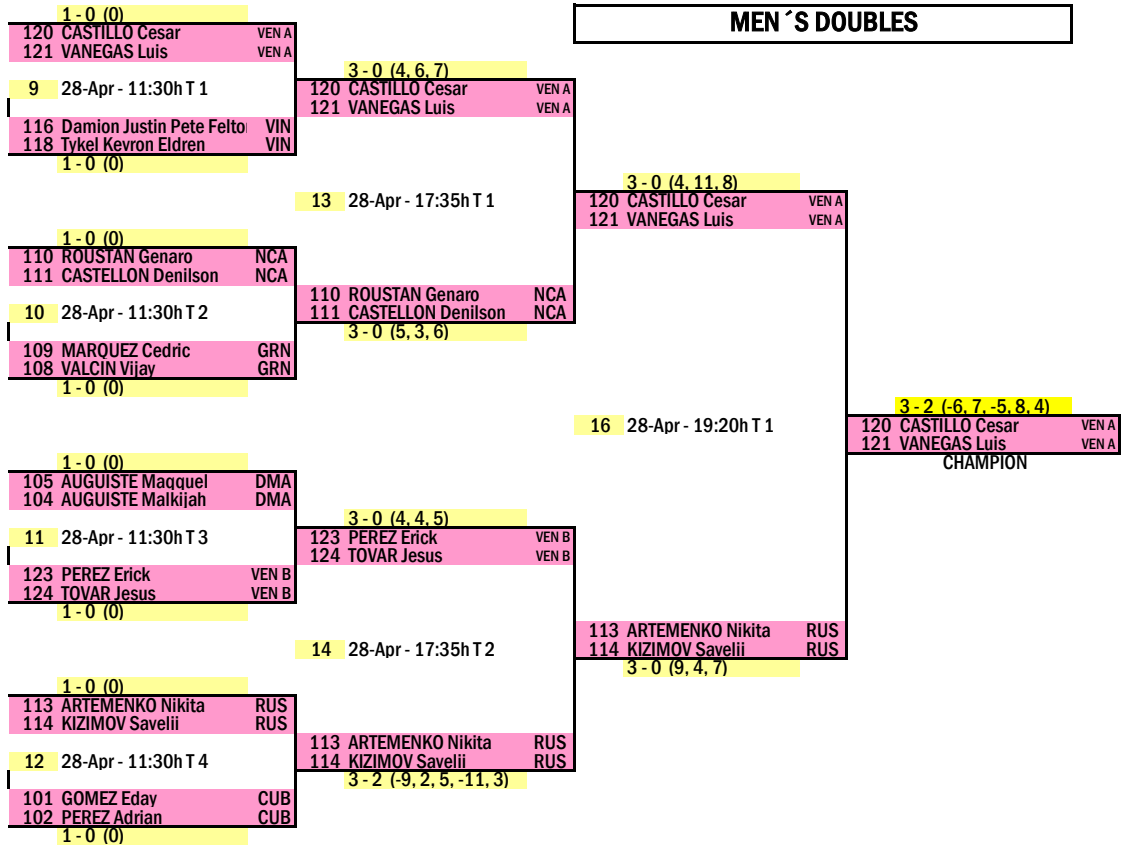 MEN ´S DOUBLES
1 - 0 (0)
120 CASTILLO Cesar VEN A
121 VANEGAS Luis VEN A
9 28-Apr - 11:30h T 1
116 Damion Justin Pete Felto VIN
118 Tykel Kevron Eldren VIN
1 - 0 (0)
3 - 0 (4, 6, 7)
120 CASTILLO Cesar VEN A
121 VANEGAS Luis VEN A
13 28-Apr - 17:35h T 1
1 - 0 (0)
110 ROUSTAN Genaro NCA
111 CASTELLON Denilson NCA
10 28-Apr - 11:30h T 2
109 MARQUEZ Cedric GRN
108 VALCIN Vijay GRN
1 - 0 (0)
110 ROUSTAN Genaro NCA
111 CASTELLON Denilson NCA
3 - 0 (5, 3, 6)
3 - 0 (4, 11, 8)
120 CASTILLO Cesar VEN A
121 VANEGAS Luis VEN A
16 28-Apr - 19:20h T 1
3 - 2 (-6, 7, -5, 8, 4)
120 CASTILLO Cesar VEN A
121 VANEGAS Luis VEN A
CHAMPION
1 - 0 (0)
105 AUGUISTE Maqquel DMA
104 AUGUISTE Malkijah DMA
11 28-Apr - 11:30h T 3
123 PEREZ Erick VEN B
124 TOVAR Jesus VEN B
1 - 0 (0)
3 - 0 (4, 4, 5)
123 PEREZ Erick VEN B
124 TOVAR Jesus VEN B
14 28-Apr - 17:35h T 2
113 ARTEMENKO Nikita RUS
114 KIZIMOV Savelii RUS
3 - 0 (9, 4, 7)
1 - 0 (0)
113 ARTEMENKO Nikita RUS
114 KIZIMOV Savelii RUS
12 28-Apr - 11:30h T 4
101 GOMEZ Eday CUB
102 PEREZ Adrian CUB
1 - 0 (0)
113 ARTEMENKO Nikita RUS
114 KIZIMOV Savelii RUS
3 - 2 (-9, 2, 5, -11, 3)